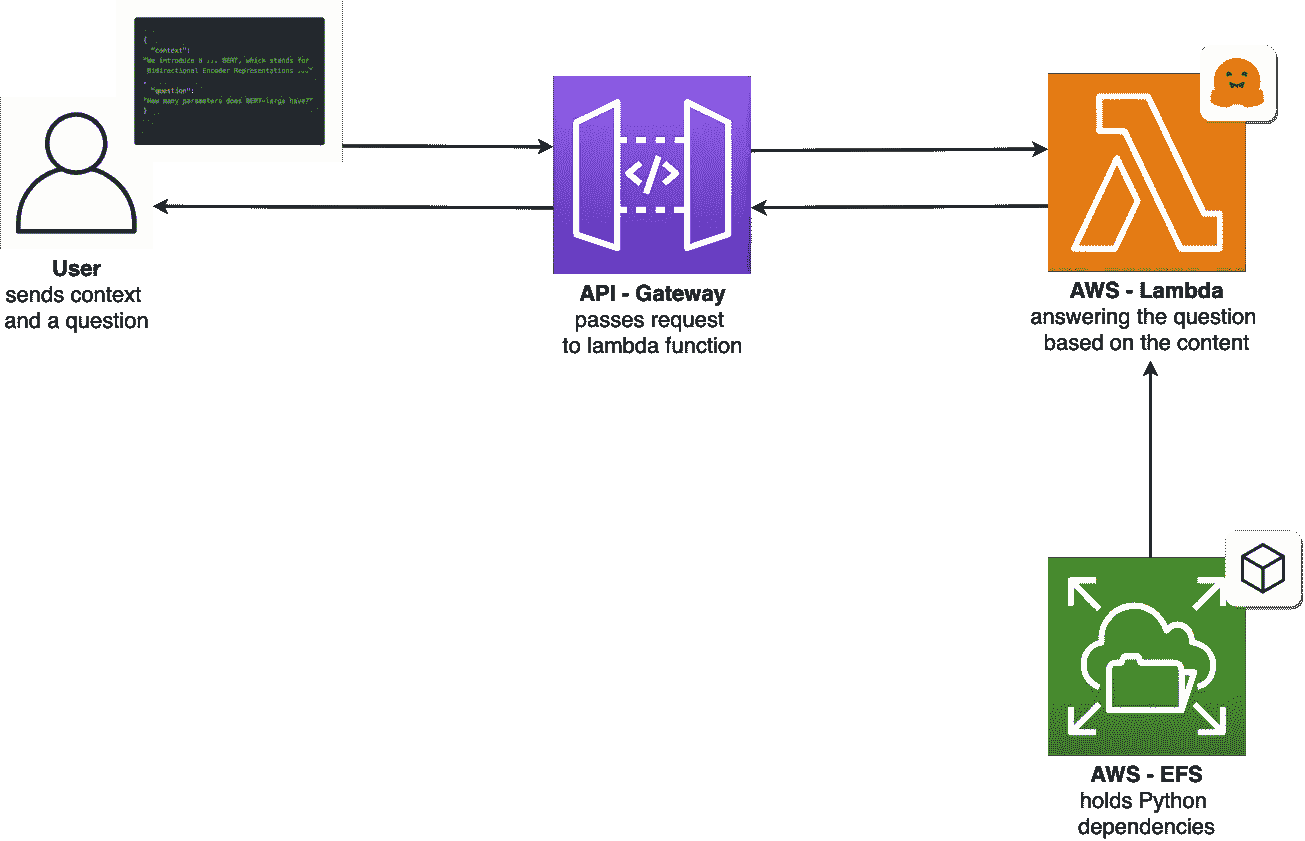 {
"context":
"We introduce a ... BERT, which stands for
Bidirectional Encoder Representations ..."
"question":
"How many parameters does BERT-large have?"
}
User
sends context
and a question
</>
API - Gateway
passes request
to lambda function
AWS - Lambda
answering the question
based on the content
AWS - EFS
holds Python
dependencies